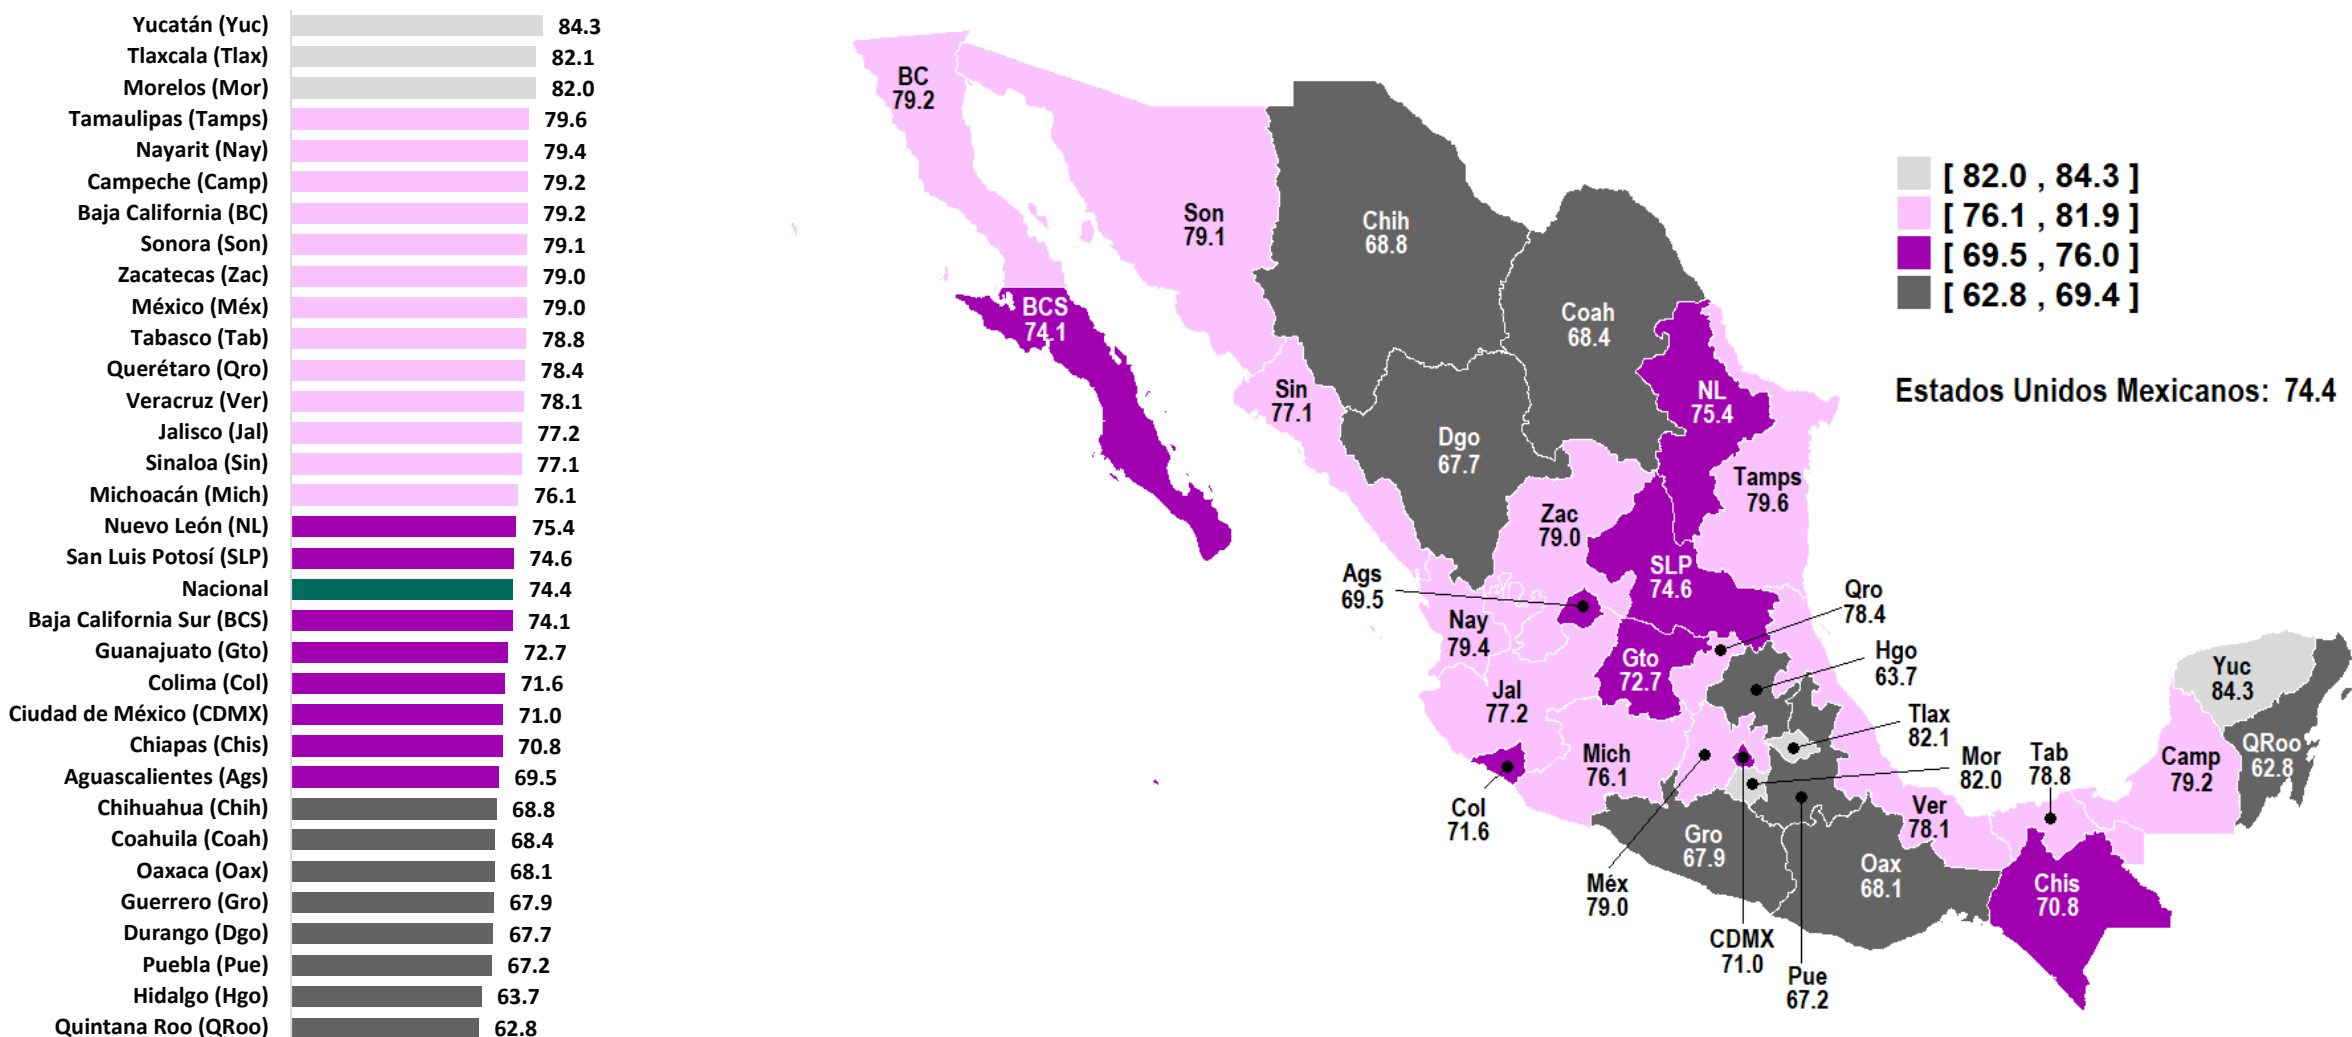 Yucatán (Yuc) 84.3
Tlaxcala (Tlax) 82.1
Morelos (Mor) 82.0
Tamaulipas (Tamps) 79.6
Nayarit (Nay) 79.4
Campeche (Camp) 79.2
Baja California (BC) 79.2
Sonora (Son) 79.1
Zacatecas (Zac) 79.0
México (Méx) 79.0
Tabasco (Tab) 78.8
Querétaro (Qro) 78.4
Veracruz (Ver) 78.1
Jalisco (Jal) 77.2
Sinaloa (Sin) 77.1
Michoacán (Mich) 76.1
Nuevo León (NL) 75.4
San Luis Potosí (SLP) 74.6
Nacional 74.4
Baja California Sur (BCS) 74.1
Guanajuato (Gto) 72.7
Colima (Col) 71.6
Ciudad de México (CDMX) 71.0
Chiapas (Chis) 70.8
Aguascalientes (Ags) 69.5
Chihuahua (Chih) 68.8
Coahuila (Coah) 68.4
Oaxaca (Oax) 68.1
Guerrero (Gro) 67.9
Durango (Dgo) 67.7
Puebla (Pue) 67.2
Hidalgo (Hgo) 63.7
Quintana Roo (QRoo) 62.8
BC
79.2
Son
79.1
Chih
68.8
BCS
74.1
Coah
68.4
Sin
77.1
NL
75.4
Dgo
67.7
Tamps
79.6
Zac
79.0
SLP
74.6
Ags
69.5
Qro
78.4
Nay
79.4
Gto
72.7
Hgo
63.7
Yuc
84.3
Jal
77.2
Tlax
82.1
QRoo
62.8
Mich
76.1
Mor
82.0
Tab
78.8
Camp
79.2
Col
71.6
Ver
78.1
Gro
67.9
Oax
68.1
Méx
79.0
Chis
70.8
CDMX
71.0
Pue
67.2
[ 82.0 , 84.3 ]
[ 76.1 , 81.9 ]
[ 69.5 , 76.0 ]
[ 62.8 , 69.4 ]
Estados Unidos Mexicanos: 74.4